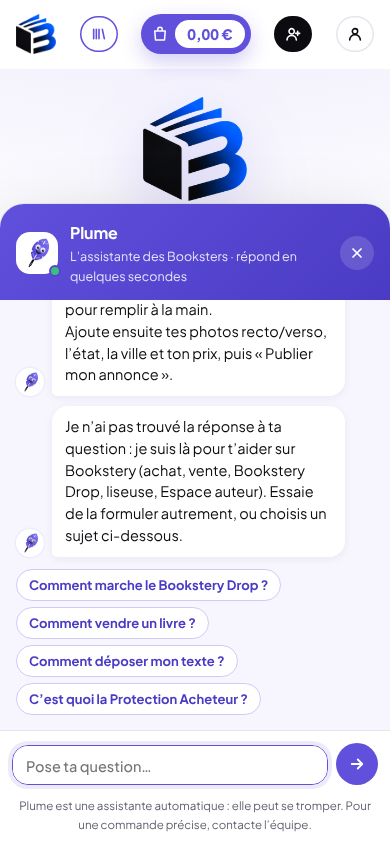 0,00 €
Plume
L'assistante des Booksters · répond en
quelques secondes
pour remplir à la main.
Ajoute ensuite tes photos recto/verso,
l’état, la ville et ton prix, puis « Publier
mon annonce ».
Je n’ai pas trouvé la réponse à ta
question : je suis là pour t’aider sur
Bookstery (achat, vente, Bookstery
Drop, liseuse, Espace auteur). Essaie
de la formuler autrement, ou choisis un
sujet ci-dessous.
Comment marche le Bookstery Drop ?
Comment vendre un livre ?
Comment déposer mon texte ?
C’est quoi la Protection Acheteur ?
Pose ta question…
Plume est une assistante automatique : elle peut se tromper. Pour
une commande précise, contacte l’équipe.